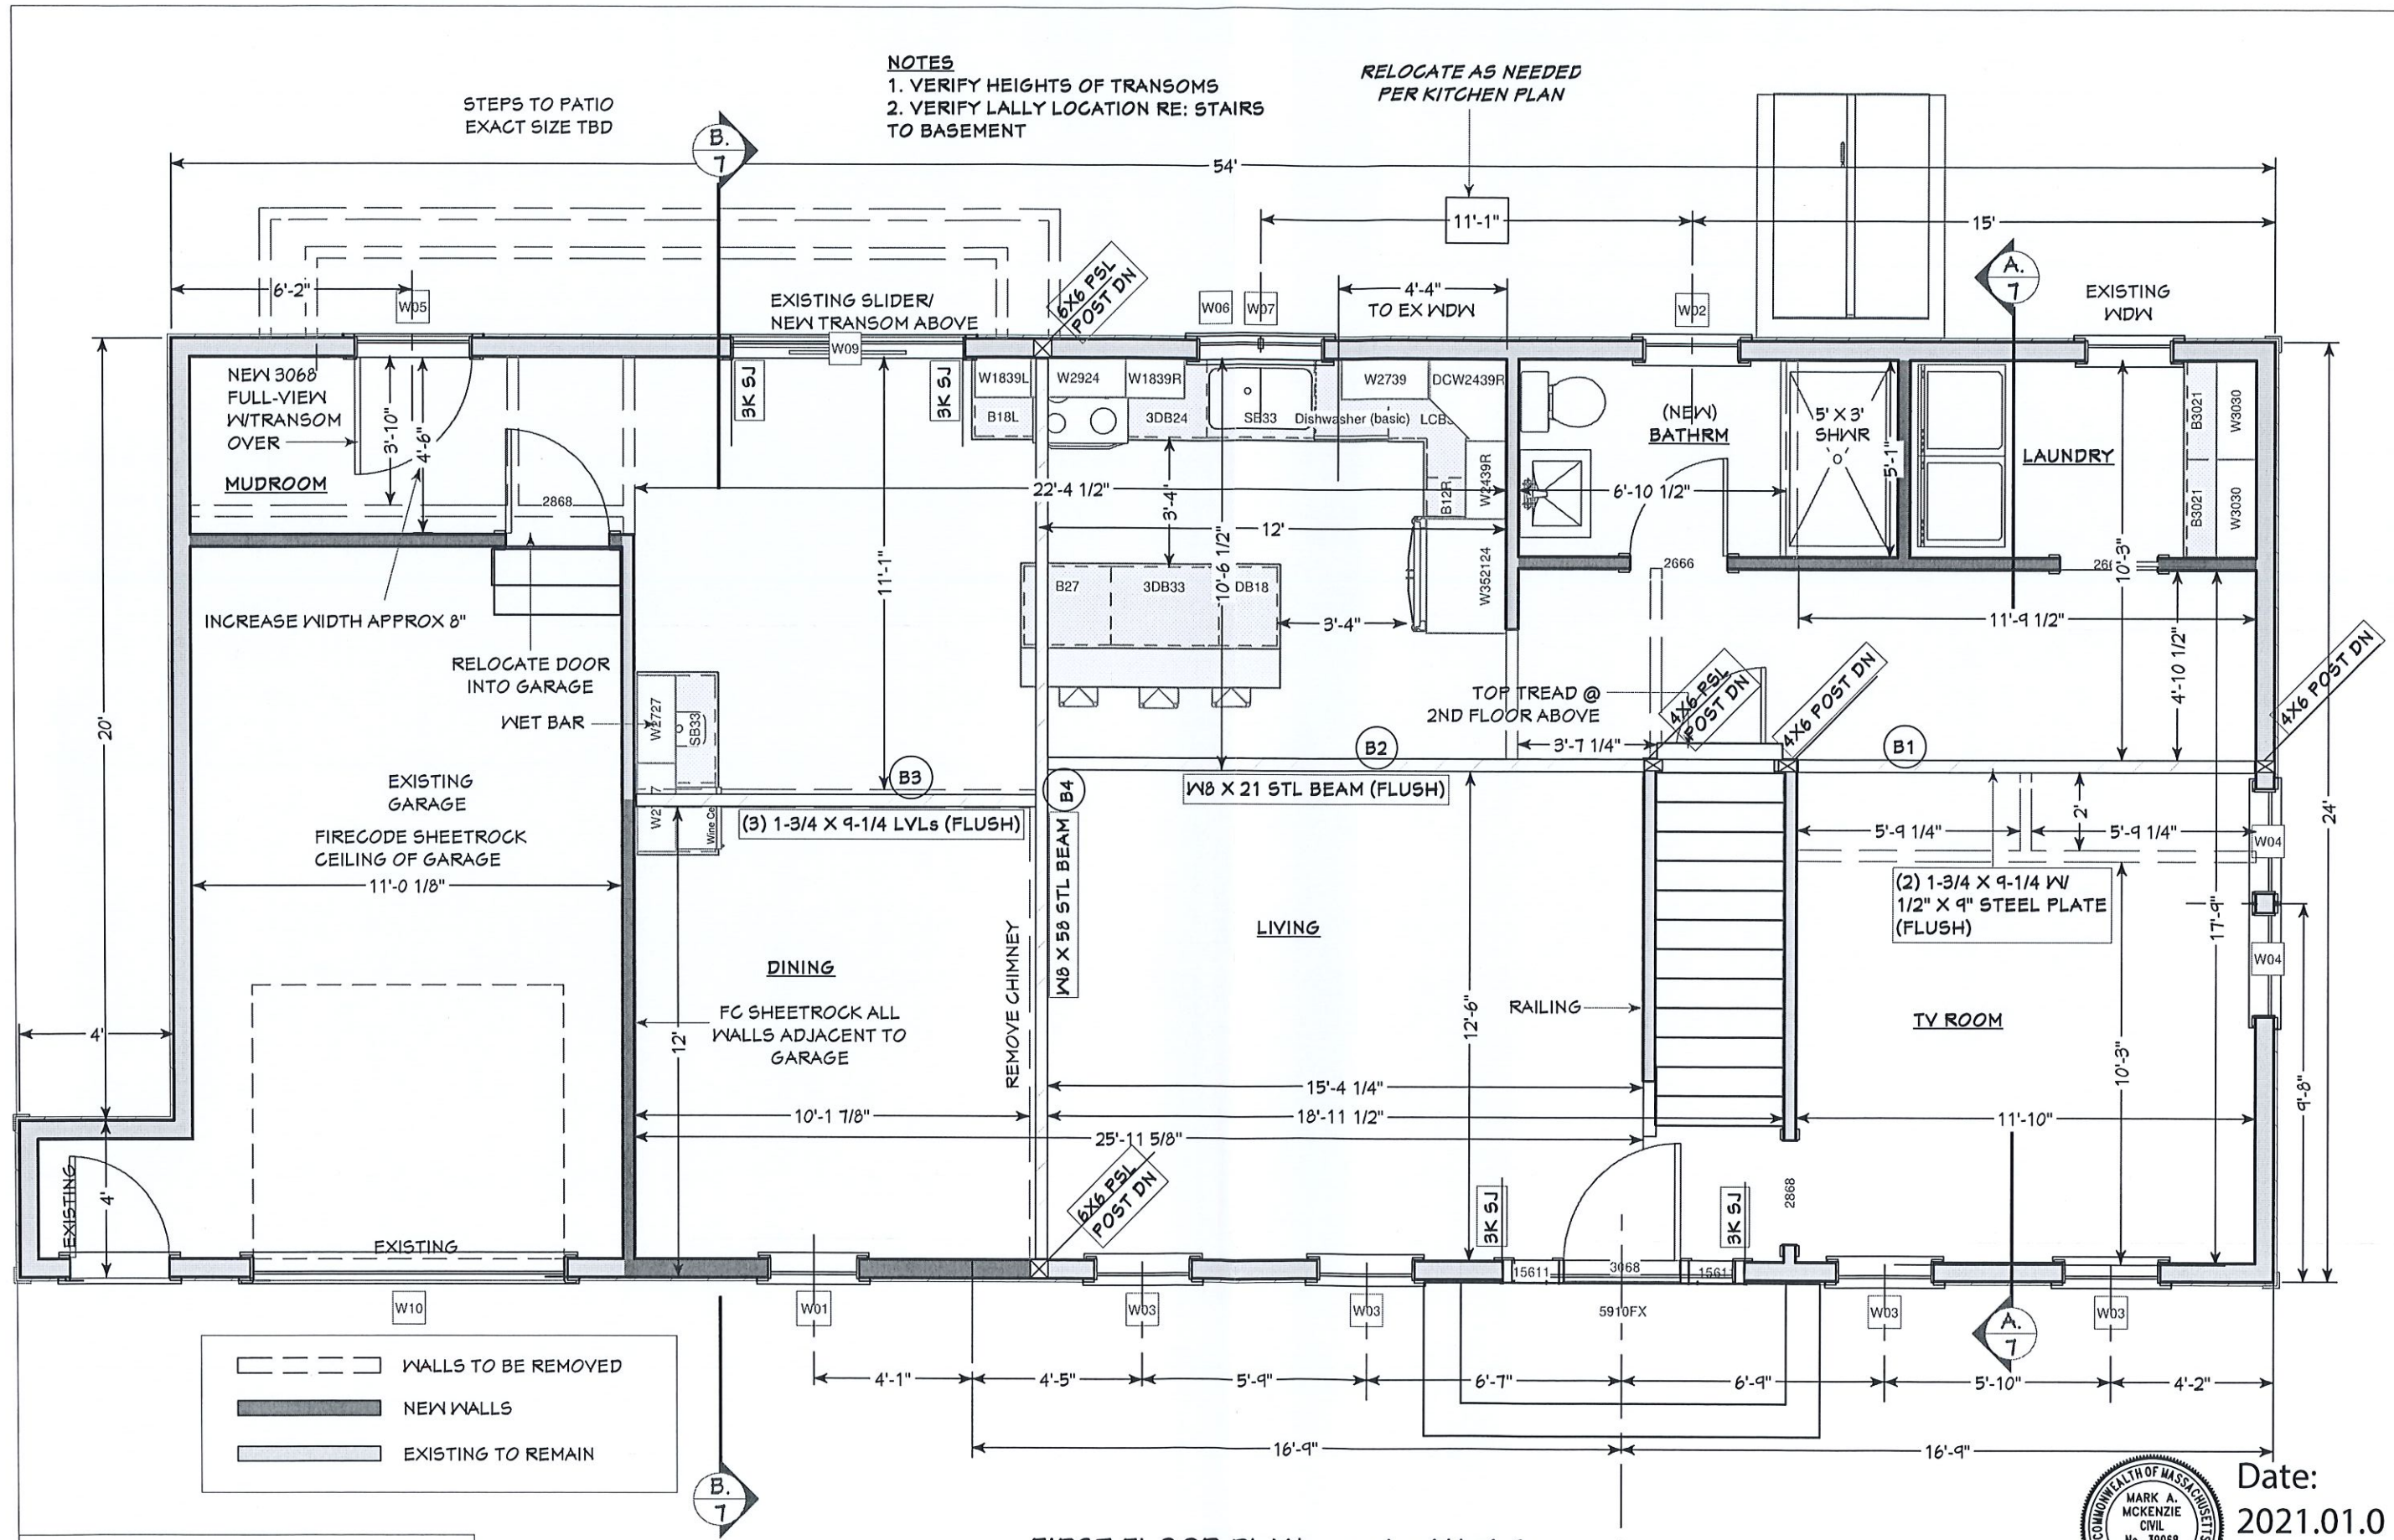 NOTES
1. VERIFY HEIGHTS OF TRANSOMS
2. VERIFY LALLY LOCATION RE: STAIRS
TO BASEMENT
RELOCATE AS NEEDED
PER KITCHEN PLAN
STEPS TO PATIO
EXACT SIZE TBD
B.
7
54'
11'-1"
15'
A.
7
6'-2"
W05
EXISTING SLIDER/
NEW TRANSOM ABOVE
W09
6X6 PSL
POST DN
W06
W07
4'-4"
TO EX WDW
W02
EXISTING
WDW
NEW 3068
FULL-VIEW
W/TRANSOM
OVER
3'-10"
4'-6"
MUDROOM
2868
3K SJ
3K SJ
W1839L
W2924
W1839R
W2739
DCW2439R
B18L
3DB24
SB33
Dishwasher (basic)
B12R
W2439R
W352124
(NEW)
BATHRM
5' X 3'
SHWR
5'-1"
LAUNDRY
B3021
W3030
B3021
W3030
22'-4 1/2"
3'-4"
12'
6'-10 1/2"
2666
11'-1"
10'-6 1/2"
B27
3DB33
DB18
3'-4"
10'-3"
11'-9 1/2"
4'-10 1/2"
INCREASE WIDTH APPROX 8"
RELOCATE DOOR
INTO GARAGE
WET BAR
W2727
SB33
TOP TREAD @
2ND FLOOR ABOVE
4X6 PSL
POST DN
4X6 POST DN
4X6 POST DN
3'-7 1/4"
20'
EXISTING
GARAGE
FIRECODE SHEETROCK
CEILING OF GARAGE
11'-0 1/8"
B3
B4
B2
B1
W8 X 21 STL BEAM (FLUSH)
(3) 1-3/4 X 9-1/4 LVLs (FLUSH)
W8 X 58 STL BEAM
5'-9 1/4"
2'
5'-9 1/4"
W04
24'
(2) 1-3/4 X 9-1/4 W/
1/2" X 9" STEEL PLATE
(FLUSH)
17'-9"
W04
LIVING
DINING
FC SHEETROCK ALL
WALLS ADJACENT TO
GARAGE
12'
REMOVE CHIMNEY
12'-6"
RAILING
TV ROOM
10'-3"
9'-8"
4'
15'-4 1/4"
10'-1 7/8"
18'-11 1/2"
11'-10"
25'-11 5/8"
EXISTING
4'
EXISTING
6X6 PSL
POST DN
3K SJ
3K SJ
2868
15611
3068
W10
W01
W03
W03
5910FX
W03
W03
A.
7
WALLS TO BE REMOVED
NEW WALLS
EXISTING TO REMAIN
4'-1"
4'-5"
5'-9"
6'-7"
6'-9"
5'-10"
4'-2"
16'-9"
16'-9"
B.
7
COMMONWEALTH OF MASSACHUSETTS
MARK A.
MCKENZIE
CIVIL
Date:
2021.01.0